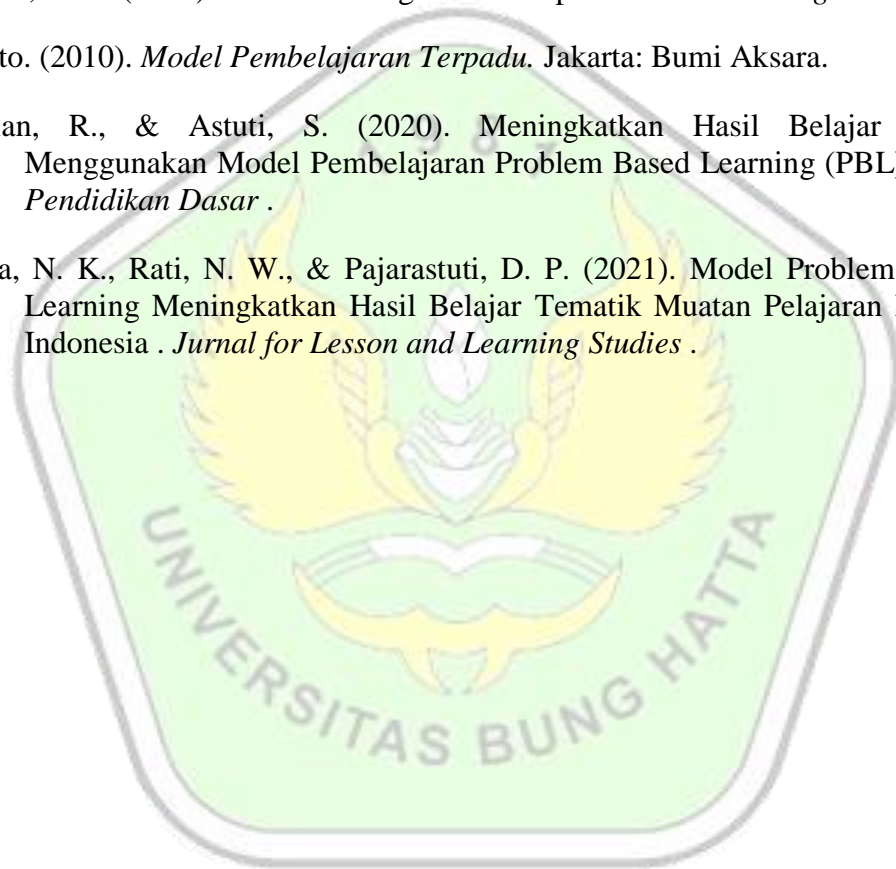 to. (2010). Model Pembelajaran Terpadu. Jakarta: Bumi Aksara.
an, R., & Astuti, S. (2020). Meningkatkan Hasil Belajar
Menggunakan Model Pembelajaran Problem Based Learning (PBL)
Pendidikan Dasar .
a, N. K., Rati, N. W., & Pajarastuti, D. P. (2021). Model Problem
Learning Meningkatkan Hasil Belajar Tematik Muatan Pelajaran
Indonesia . Jurnal for Lesson and Learning Studies .
UNIVERSITAS BUNG HATTA